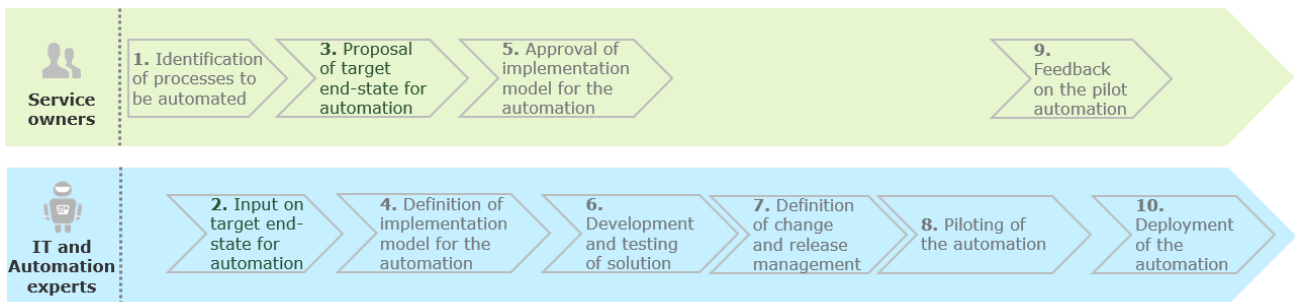 Service
owners
1. Identification
of processes to
be automated
3. Proposal
of target
end-state for
automation
5. Approval of
implementation
model for the
automation
9.
Feedback
on the pilot
automation
IT and
Automation
experts
2. Input on
target end-
state for
automation
4. Definition of
implementation
model for the
automation
6.
Development
and testing
of solution
7. Definition
of change
and release
management
8. Piloting of
the automation
10.
Deployment
of the
automation